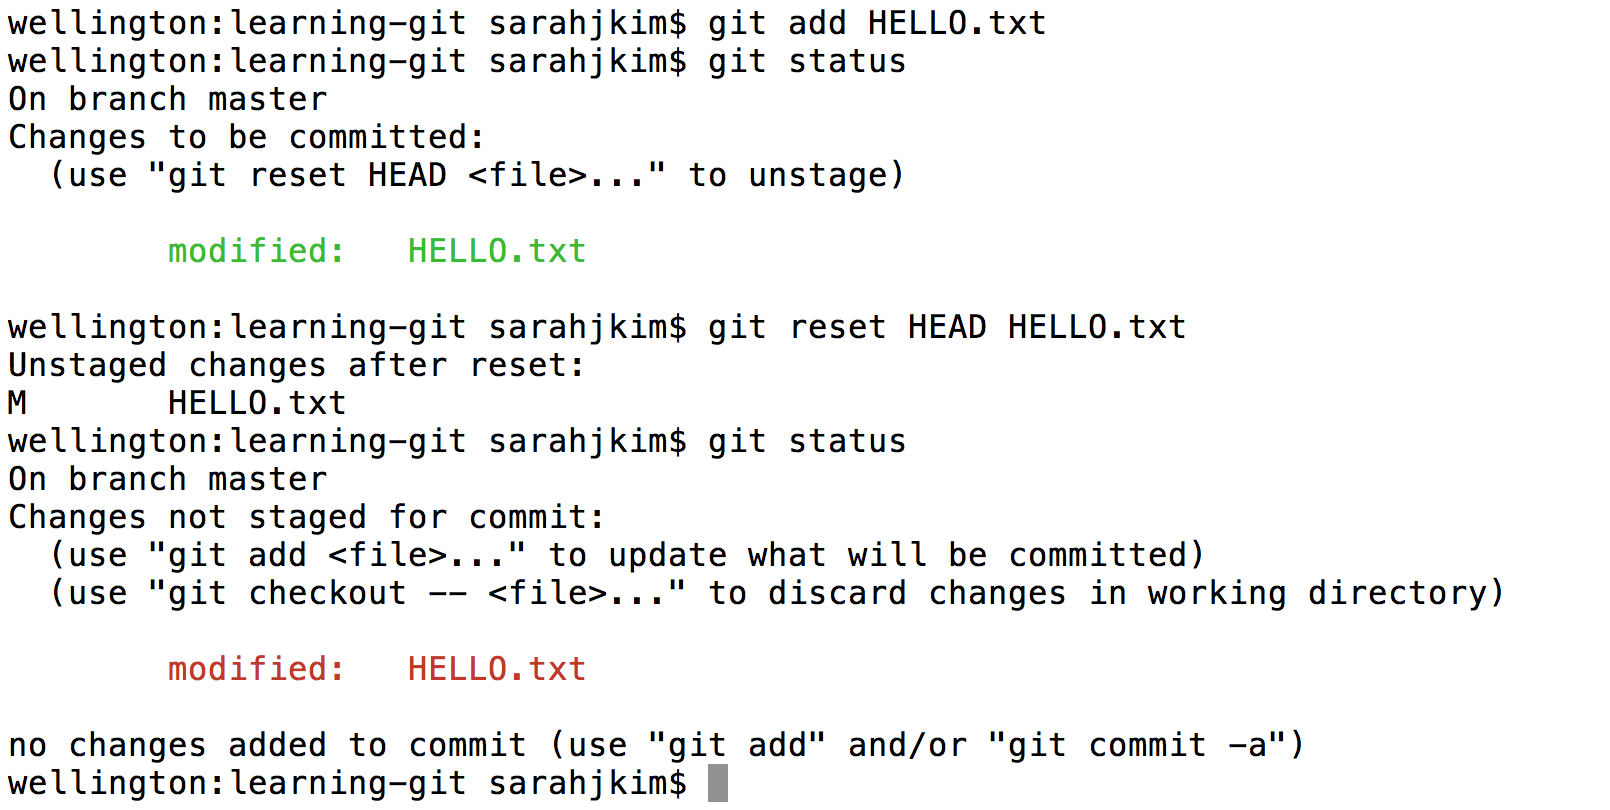 wellington:learning-git sarahjkim$ git add HELLO.txt
wellington:learning-git sarahjkim$ git status
On branch master
Changes to be committed:
  (use "git reset HEAD <file>..." to unstage)

        modified:   HELLO.txt

wellington:learning-git sarahjkim$ git reset HEAD HELLO.txt
Unstaged changes after reset:
M       HELLO.txt
wellington:learning-git sarahjkim$ git status
On branch master
Changes not staged for commit:
  (use "git add <file>..." to update what will be committed)
  (use "git checkout -- <file>..." to discard changes in working directory)

        modified:   HELLO.txt

no changes added to commit (use "git add" and/or "git commit -a")
wellington:learning-git sarahjkim$